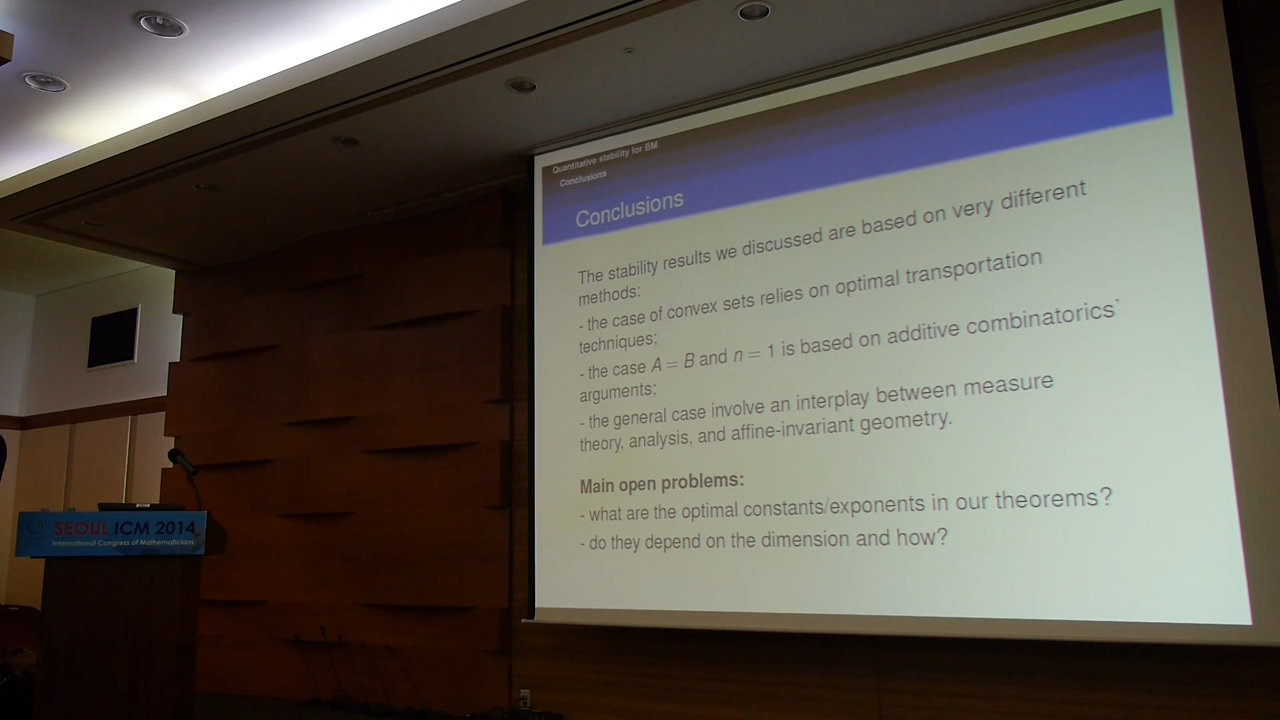 SEOUL ICM 2014
International Congress of Mathematicians
Quantitative stability for BM
Conclusions
Conclusions
The stability results we discussed are based on very different
methods:
- the case of convex sets relies on optimal transportation
techniques;
- the case A = B and n = 1 is based on additive combinatorics'
arguments;
- the general case involve an interplay between measure
theory, analysis, and affine-invariant geometry.
Main open problems:
- what are the optimal constants/exponents in our theorems?
- do they depend on the dimension and how?